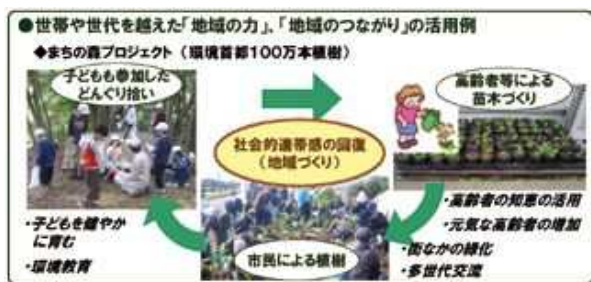 ●世帯や世代を越えた「地域の力」、「地域のつながり」の活用例
◆まちの森プロジェクト（環境首都100万本植樹）
子どもも参加した
どんぐり拾い
高齢者等による
苗木づくり
社会的連帯感の回復
（地域づくり）
・子どもを健やか
に育む
・環境教育
市民による植樹
・高齢者の知恵の活用
・元気な高齢者の増加
・街なかの緑化
・多世代交流